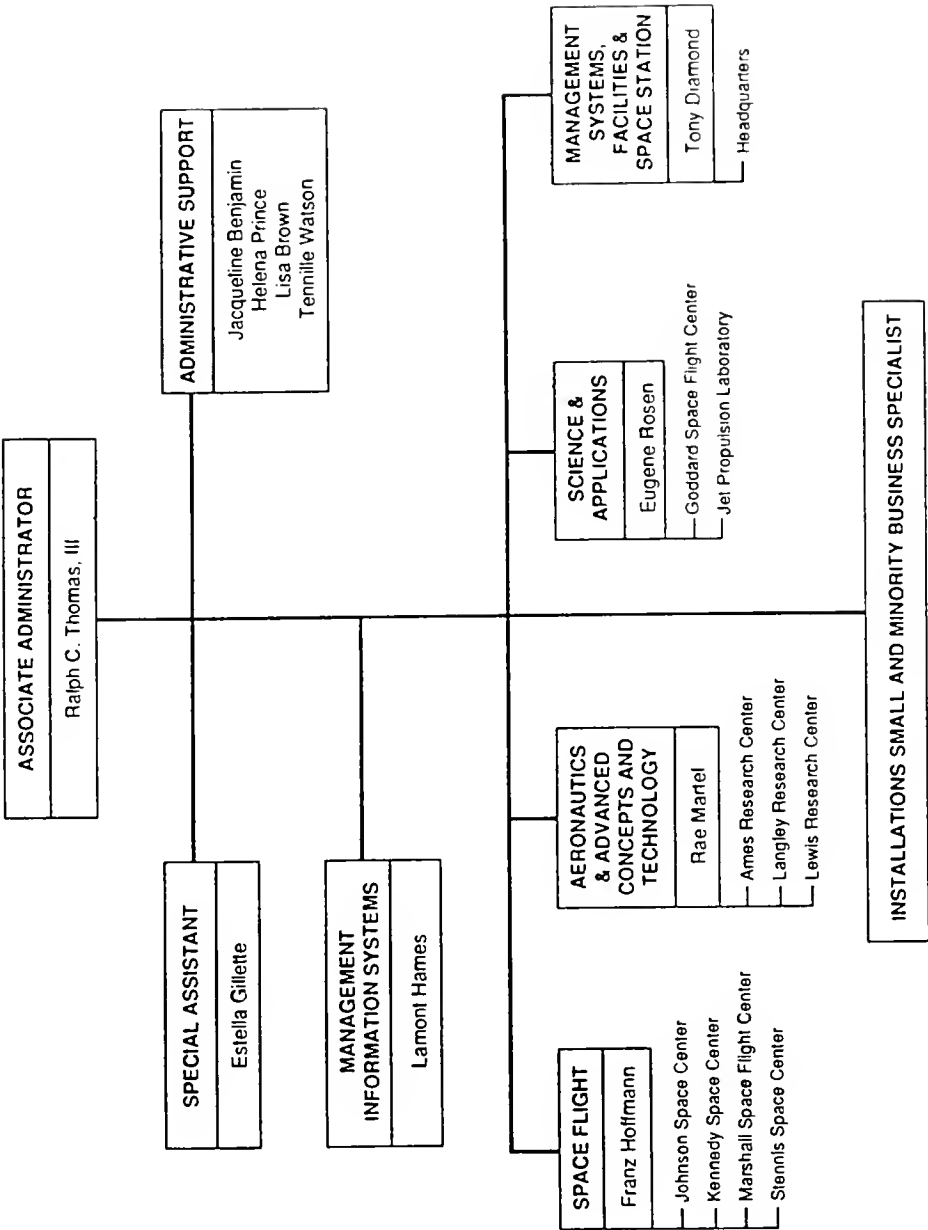 ASSOCIATE ADMINISTRATOR
Ralph C. Thomas, III
SPECIAL ASSISTANT
Estella Gillette
ADMINISTRATIVE SUPPORT
Jacqueline Benjamin
Helena Prince
Lisa Brown
Tennille Watson
MANAGEMENT
INFORMATION SYSTEMS
Lamont Hames
SPACE FLIGHT
Franz Hoffmann
Johnson Space Center
Kennedy Space Center
Marshall Space Flight Center
Stennis Space Center
AERONAUTICS
& ADVANCED
CONCEPTS AND
TECHNOLOGY
Rae Martel
Ames Research Center
Langley Research Center
Lewis Research Center
SCIENCE &
APPLICATIONS
Eugene Rosen
Goddard Space Flight Center
Jet Propulsion Laboratory
MANAGEMENT
SYSTEMS,
FACILITIES &
SPACE STATION
Tony Diamond
Headquarters
INSTALLATIONS SMALL AND MINORITY BUSINESS SPECIALIST